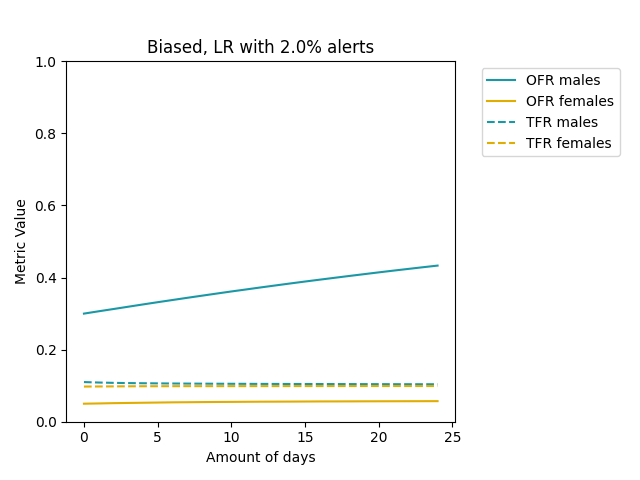 Biased, LR with 2.0% alerts
1.0
0.8
0.6
0.4
0.2
0.0
Metric Value
0 5 10 15 20 25
Amount of days
OFR males
OFR females
TFR males
TFR females